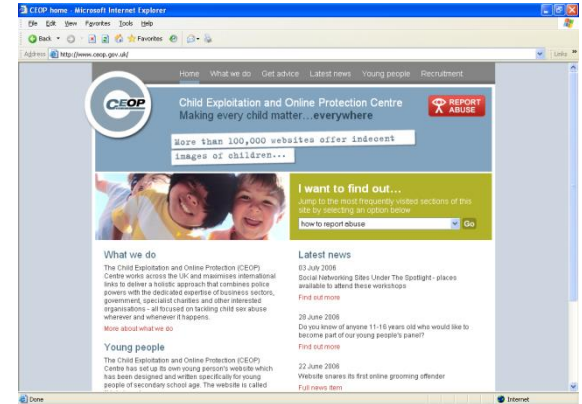 CEOP home - Microsoft Internet Explorer
File Edit View Favorites Tools Help
Back Favorites
Address http://www.ceop.gov.uk/ Links
Home What we do Get advice Latest news Young people Recruitment
CEOP
Child Exploitation and Online Protection Centre
Making every child matter...everywhere
REPORT
ABUSE
More than 100,000 websites offer indecent
images of children...
I want to find out...
Jump to the most frequently visited sections of this
site by selecting an option below
how to report abuse Go
What we do
The Child Exploitation and Online Protection (CEOP)
Centre works across the UK and maximises international
links to deliver a holistic approach that combines police
powers with the dedicated expertise of business sectors,
government, specialist charities and other interested
organisations - all focused on tackling child sex abuse
wherever and whenever it happens.
More about what we do
Young people
The Child Exploitation and Online Protection (CEOP)
Centre has set up its own young person's website which
has been designed and written specifically for young
people of secondary school age. The website is called
Latest news
03 July 2006
Social Networking Sites Under The Spotlight - places
available to attend these workshops
Find out more
28 June 2006
Do you know of anyone 11-16 years old who would like to
become part of our young people's panel?
Find out more
22 June 2006
Website snares its first online grooming offender
Full news item
Done Internet